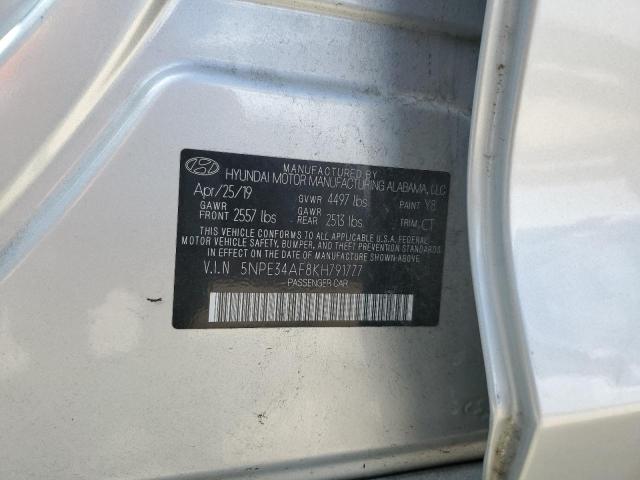 MANUFACTURED BY
HYUNDAI MOTOR MANUFACTURING ALABAMA, LLC
Apr/25/19 GVWR 4497 lbs PAINT Y8
GAWR FRONT 2557 lbs GAWR REAR 2513 lbs TRIM CT
THIS VEHICLE CONFORMS TO ALL APPLICABLE U.S.A. FEDERAL
MOTOR VEHICLE SAFETY, BUMPER, AND THEFT PREVENTION STANDARDS
IN EFFECT ON THE DATE OF MANUFACTURE SHOWN ABOVE.
V.I.N 5NPE34AF8KH791777
PASSENGER CAR